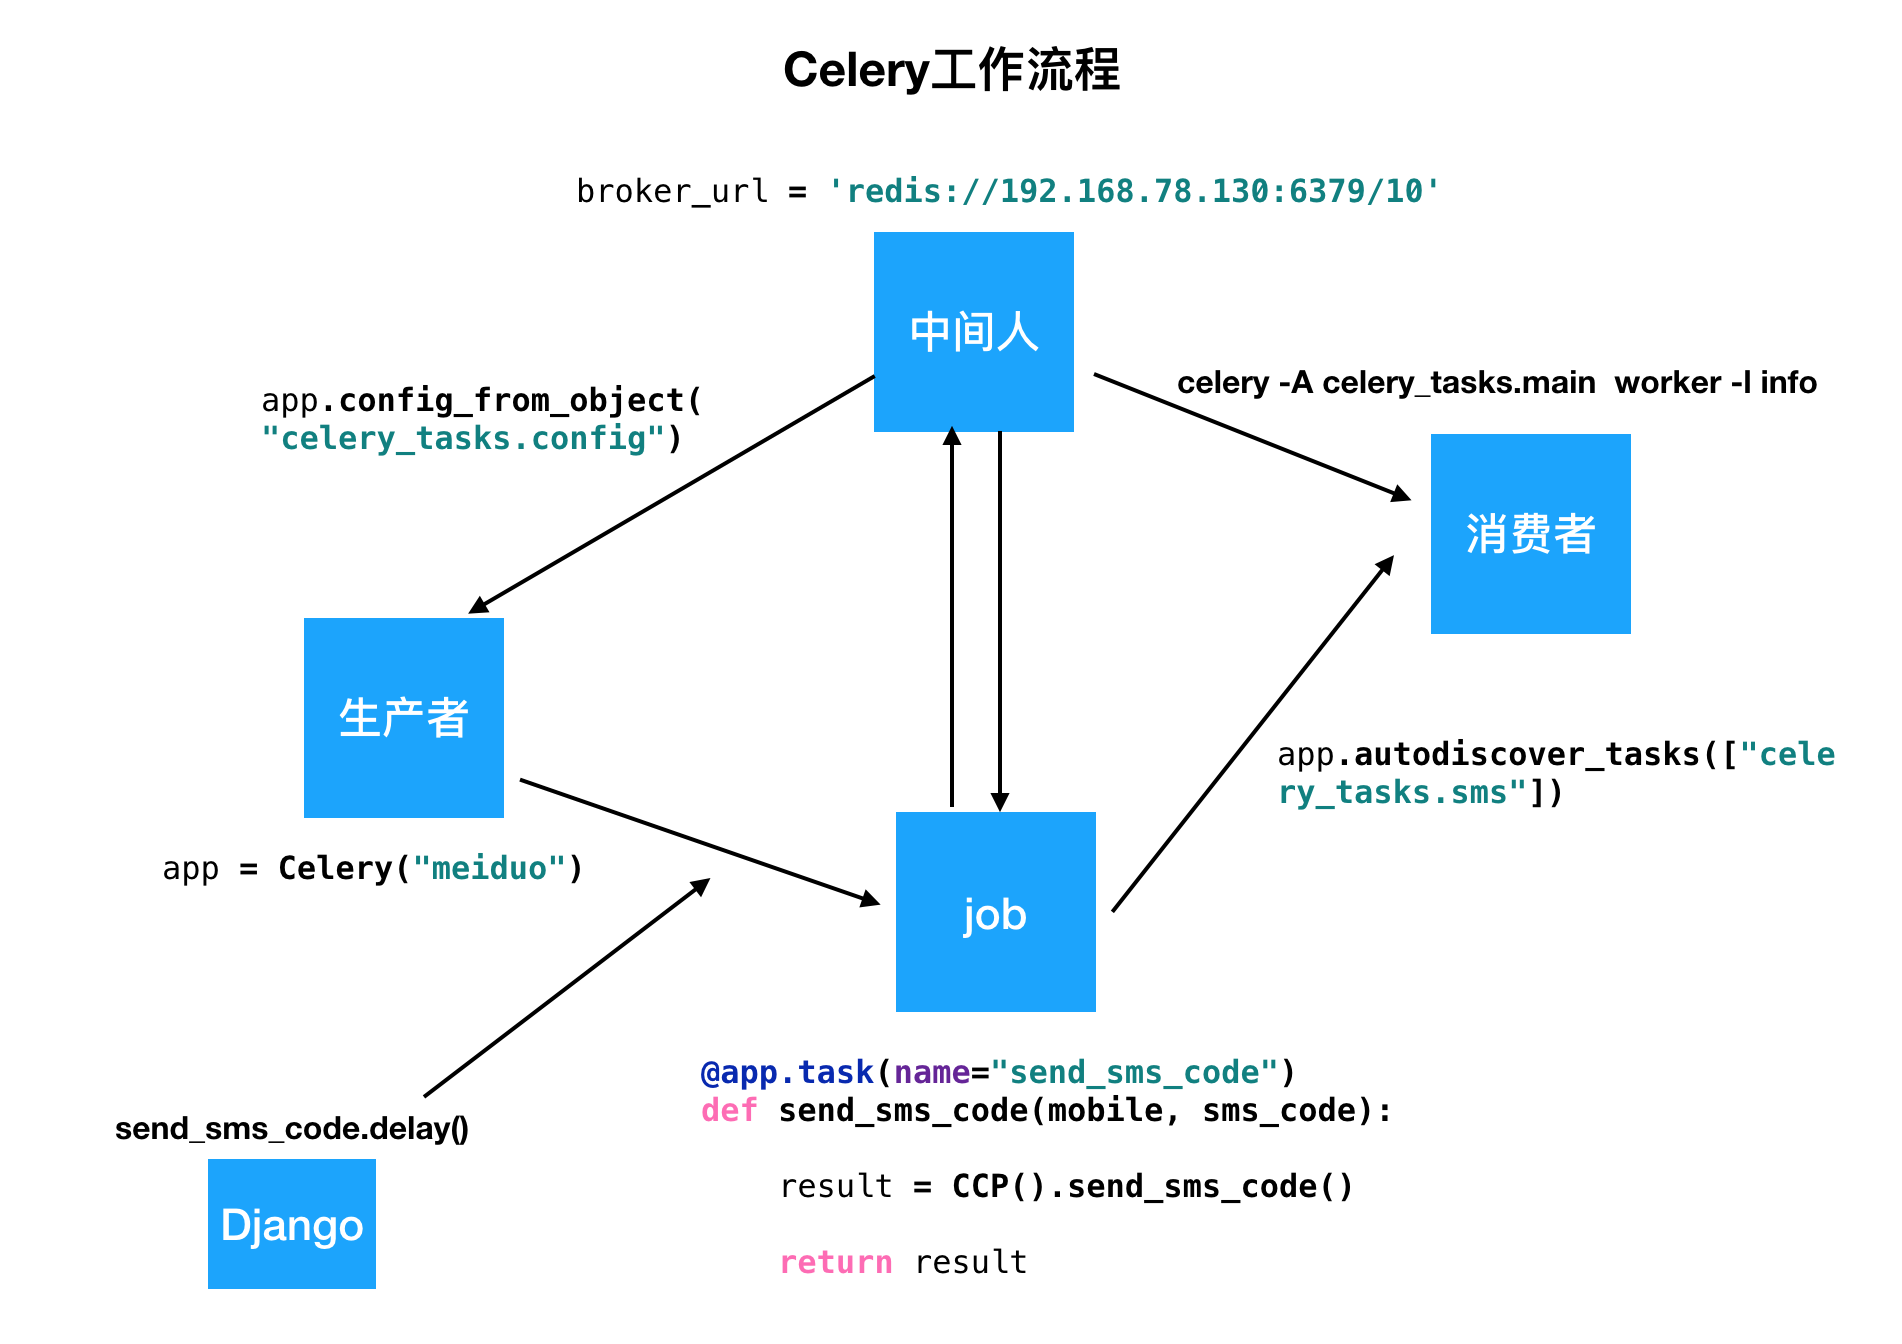 Celery工作流程
broker_url = 'redis://192.168.78.130:6379/10'
中间人
celery -A celery_tasks.main  worker -l info
app.config_from_object(
"celery_tasks.config")
消费者
生产者
app.autodiscover_tasks(["cele
ry_tasks.sms"])
app = Celery("meiduo")
job
@app.task(name="send_sms_code")
def send_sms_code(mobile, sms_code):
result = CCP().send_sms_code()
return result
send_sms_code.delay()
Django